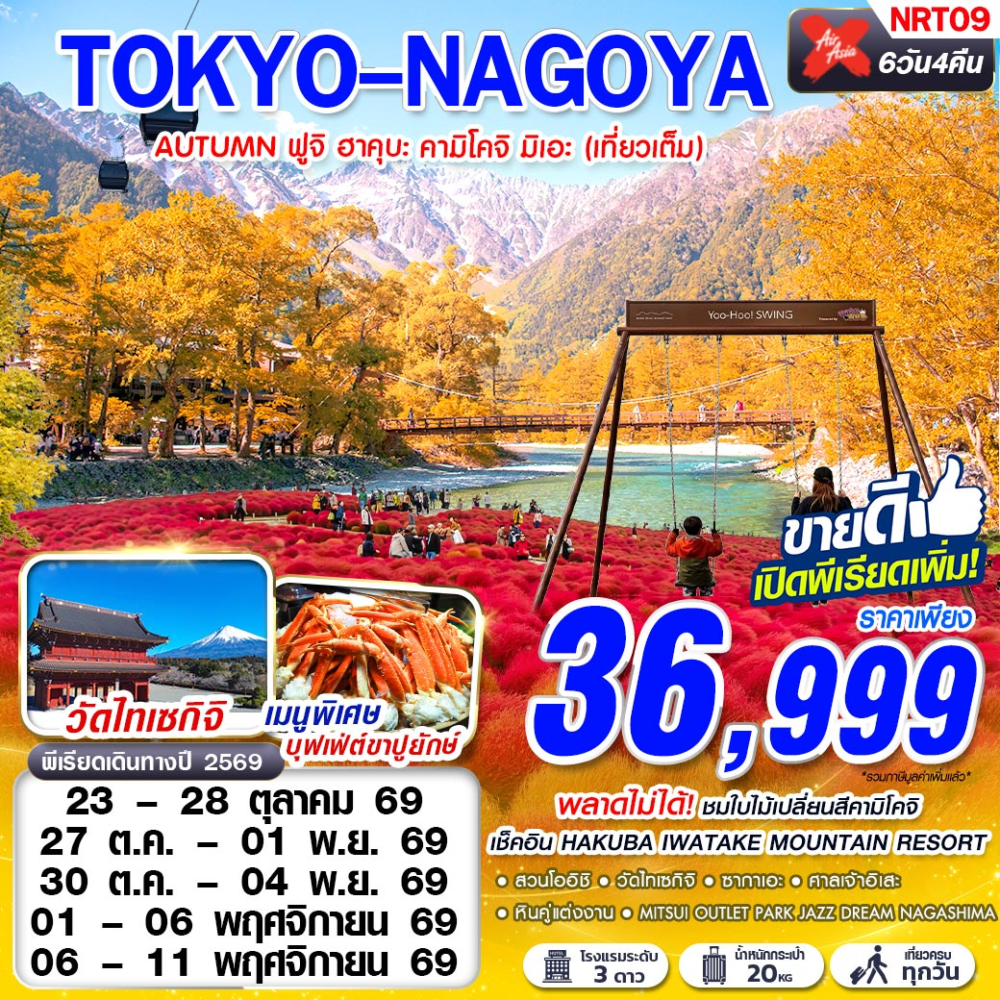 TOKYO–NAGOYA
Air Asia
NRT09
6วัน4คืน
AUTUMN ฟูจิ ฮาคุบะ คามิโคจิ มิเอะ (เที่ยวเต็ม)
Yoo-Hoo! SWING
ขายดี
เปิดพีเรียดเพิ่ม!
ราคาเพียง
36,999
*รวมภาษีมูลค่าเพิ่มแล้ว*
วัดไทเซกิจิ
เมนูพิเศษ
บุฟเฟ่ต์ขาปูยักษ์
พีเรียดเดินทางปี 2569
23 – 28 ตุลาคม 69
27 ต.ค. – 01 พ.ย. 69
30 ต.ค. – 04 พ.ย. 69
01 – 06 พฤศจิกายน 69
06 – 11 พฤศจิกายน 69
พลาดไม่ได้! ชมใบไม้เปลี่ยนสีคามิโคจิ
เช็คอิน HAKUBA IWATAKE MOUNTAIN RESORT
• สวนโออิชิ • วัดไทเซกิจิ • ซากาเอะ • ศาลเจ้าอิเสะ
• หินคู่แต่งงาน • MITSUI OUTLET PARK JAZZ DREAM NAGASHIMA
HOTEL
โรงแรมระดับ
3 ดาว
น้ำหนักกระเป๋า
20KG
เที่ยวครบ
ทุกวัน